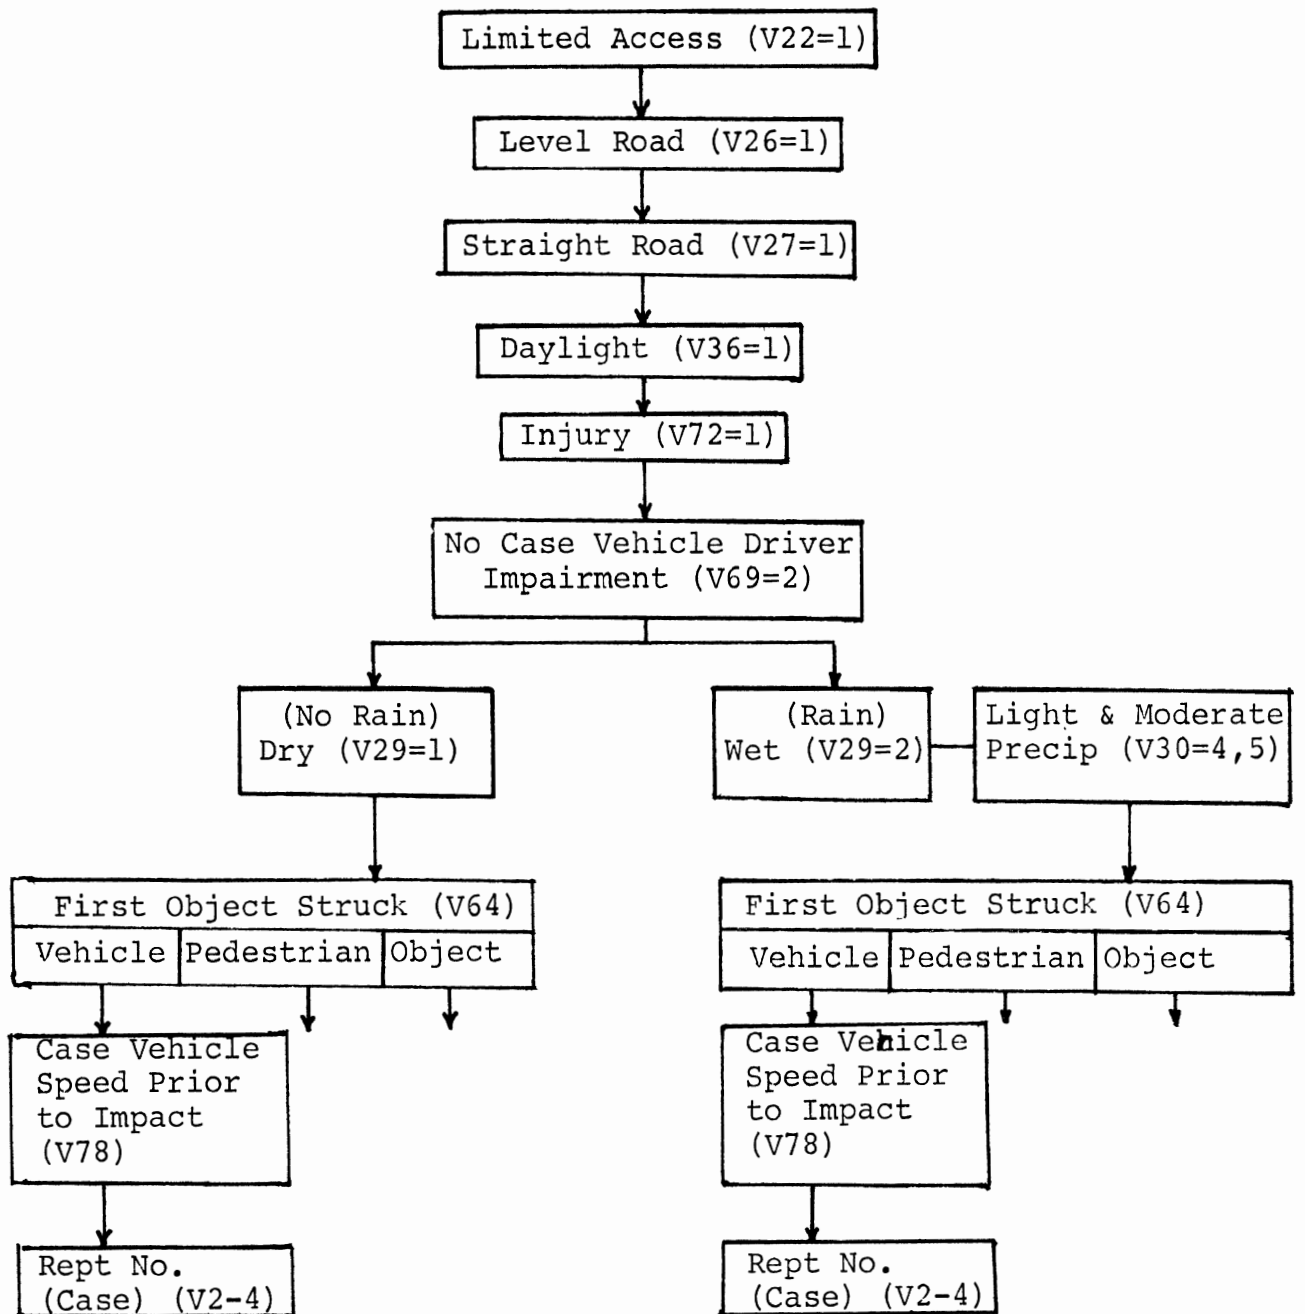 Limited Access (V22=1)
Level Road (V26=1)
Straight Road (V27=1)
Daylight (V36=1)
Injury (V72=1)
No Case Vehicle Driver
Impairment (V69=2)
(No Rain)
Dry (V29=1)
(Rain)
Wet (V29=2)
Light & Moderate
Precip (V30=4,5)
First Object Struck (V64)
Vehicle
Pedestrian
Object
Case Vehicle
Speed Prior
to Impact
(V78)
Rept No.
(Case) (V2-4)
First Object Struck (V64)
Vehicle
Pedestrian
Object
Case Vehicle
Speed Prior
to Impact
(V78)
Rept No.
(Case) (V2-4)